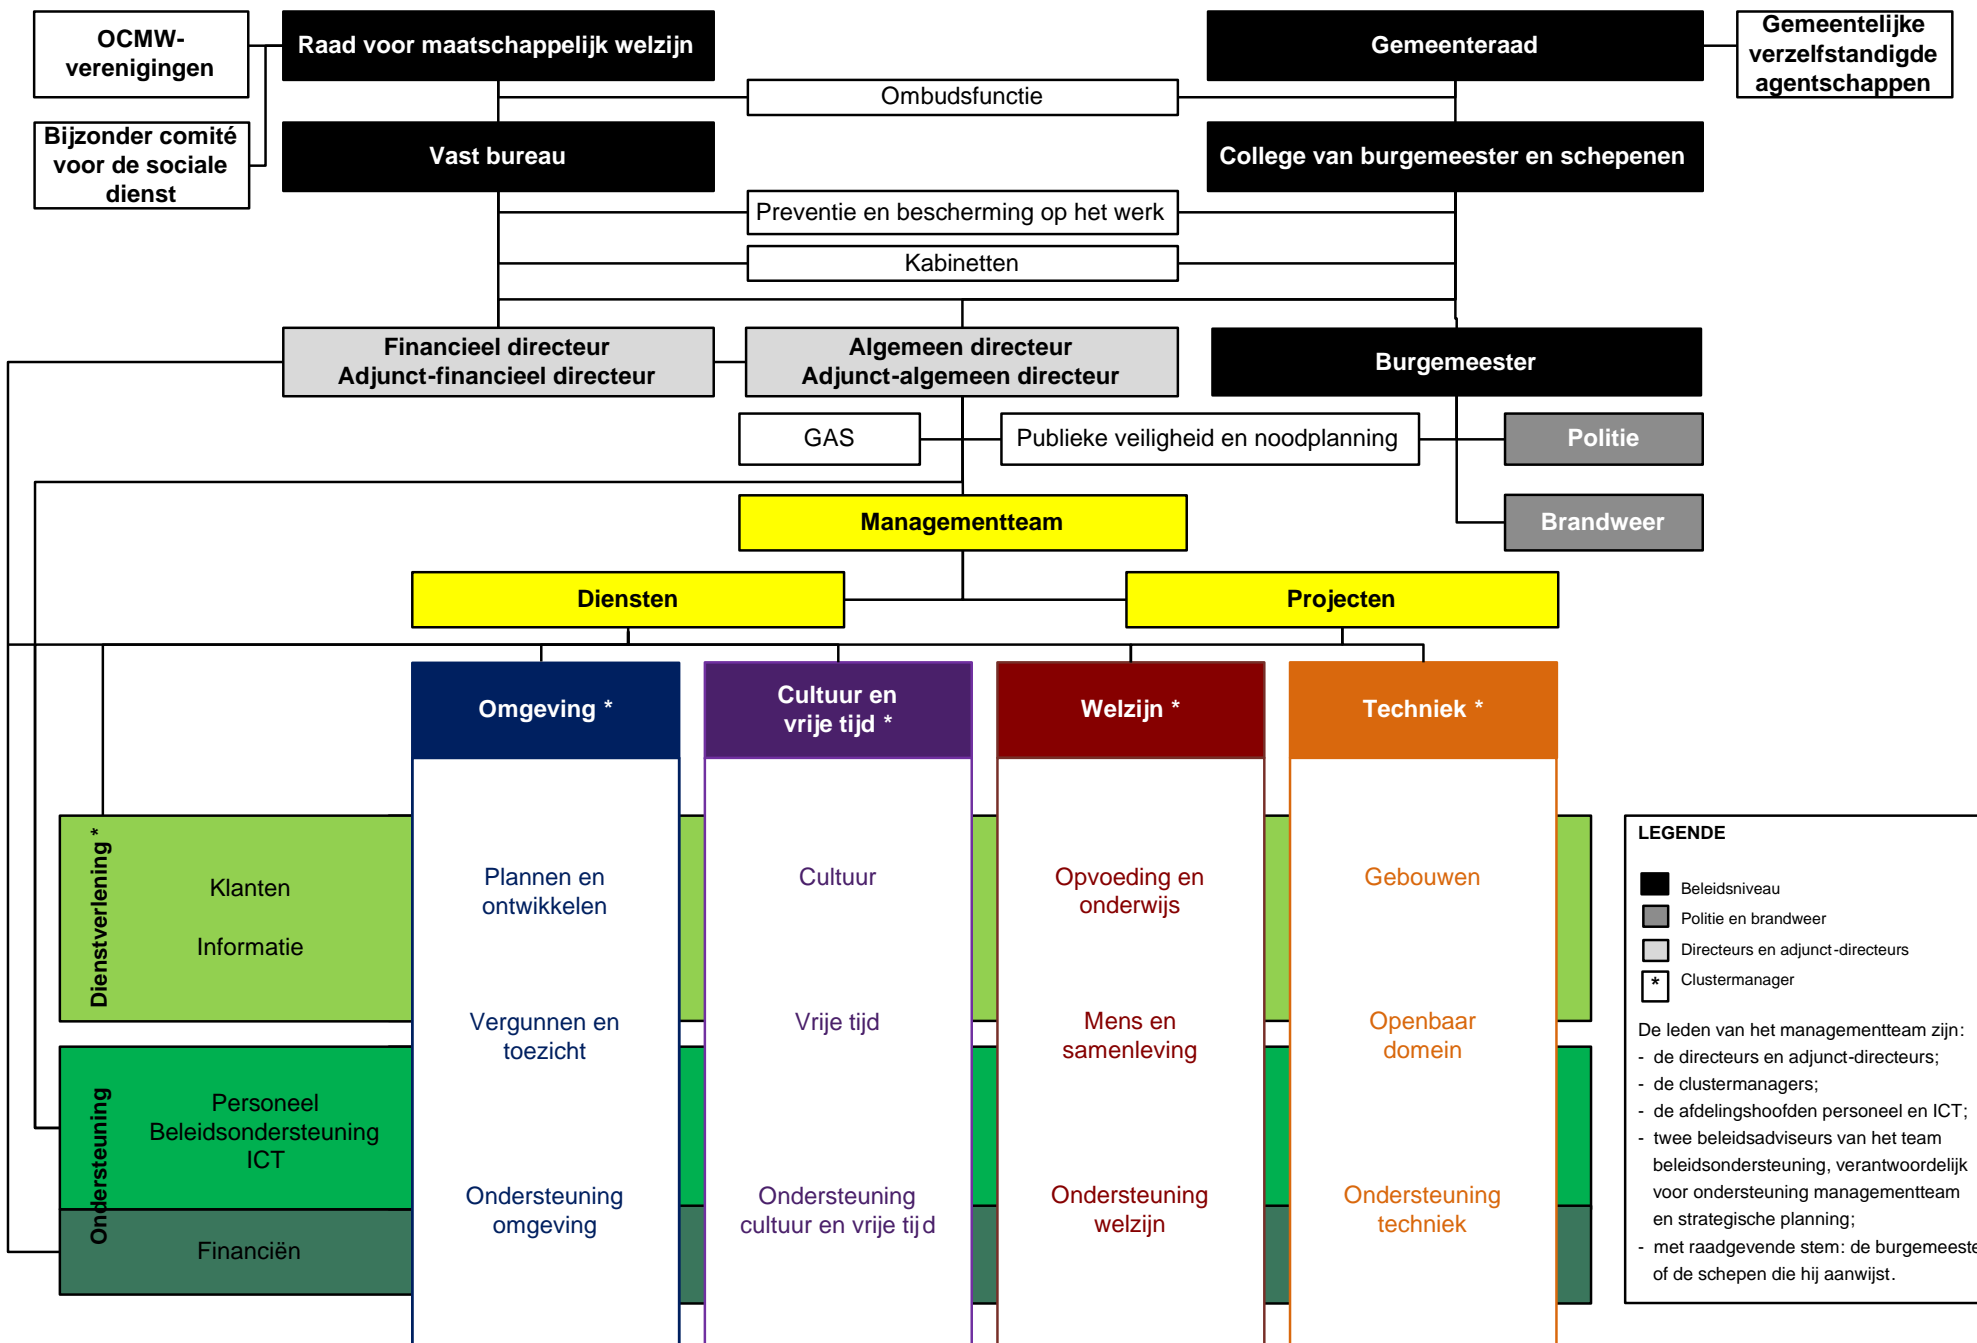 OCMW-
verenigingen
Raad voor maatschappelijk welzijn
Gemeenteraad
Gemeentelijke
verzelfstandigde
agentschappen
Ombudsfunctie
Bijzonder comité
voor de sociale
dienst
Vast bureau
College van burgemeester en schepenen
Preventie en bescherming op het werk
Kabinetten
Financieel directeur
Adjunct-financieel directeur
Algemeen directeur
Adjunct-algemeen directeur
Burgemeester
GAS
Publieke veiligheid en noodplanning
Politie
Managementteam
Brandweer
Diensten
Projecten
Omgeving *
Cultuur en
vrije tijd *
Welzijn *
Techniek *
Dienstverlening *
Klanten
Informatie
Plannen en
ontwikkelen
Cultuur
Opvoeding en
onderwijs
Gebouwen
Vergunnen en
toezicht
Vrije tijd
Mens en
samenleving
Openbaar
domein
Ondersteuning
Personeel
Beleidsondersteuning
ICT
Financiën
Ondersteuning
omgeving
Ondersteuning
cultuur en vrije tijd
Ondersteuning
welzijn
Ondersteuning
techniek
LEGENDE
Beleidsniveau
Politie en brandweer
Directeurs en adjunct-directeurs
* Clustermanager
De leden van het managementteam zijn:
- de directeurs en adjunct-directeurs;
- de clustermanagers;
- de afdelingshoofden personeel en ICT;
- twee beleidsadviseurs van het team
beleidsondersteuning, verantwoordelijk
voor ondersteuning managementteam
en strategische planning;
- met raadgevende stem: de burgemeeste
of de schepen die hij aanwijst.